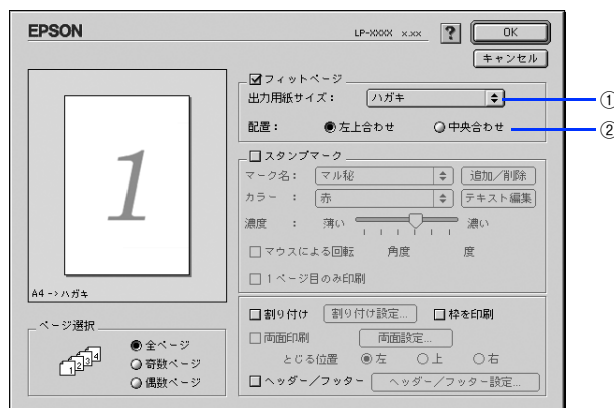 EPSON
LP-XXXX x.xx
?
OK
キャンセル
フィットページ
出力用紙サイズ： ハガキ
①
配置： 左上合わせ 中央合わせ
②
1
A4 -> ハガキ
スタンプマーク
マーク名： マル秘 追加／削除
カラー ： 赤 テキスト編集
濃度 ： 薄い 濃い
マウスによる回転 角度 度
1ページ目のみ印刷
ページ選択
1 2 3 4
全ページ
奇数ページ
偶数ページ
割り付け 割り付け設定... 枠を印刷
両面印刷 両面設定...
とじる位置 左 上 右
ヘッダー／フッター ヘッダー／フッター設定...